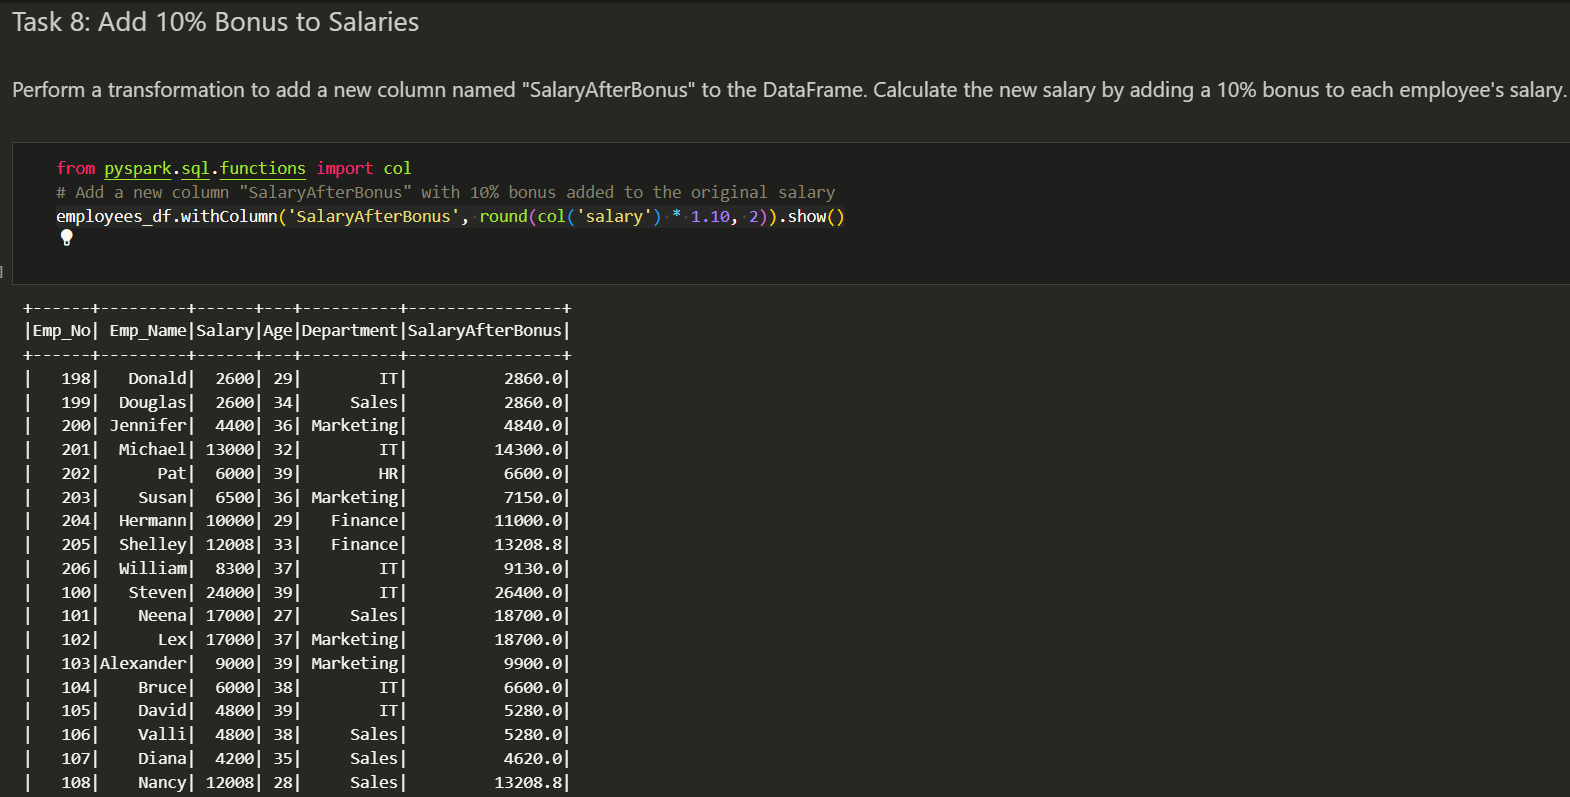 Task 8: Add 10% Bonus to Salaries
Perform a transformation to add a new column named "SalaryAfterBonus" to the DataFrame. Calculate the new salary by adding a 10% bonus to each employee's salary.
from pyspark.sql.functions import col
# Add a new column "SalaryAfterBonus" with 10% bonus added to the original salary
employees_df.withColumn('SalaryAfterBonus', round(col('salary') * 1.10, 2)).show()
]
+------+---------+------+---+----------+----------------+
|Emp_No| Emp_Name|Salary|Age|Department|SalaryAfterBonus|
+------+---------+------+---+----------+----------------+
|   198|   Donald|  2600| 29|        IT|          2860.0|
|   199|  Douglas|  2600| 34|     Sales|          2860.0|
|   200| Jennifer|  4400| 36| Marketing|          4840.0|
|   201|  Michael| 13000| 32|        IT|         14300.0|
|   202|      Pat|  6000| 39|        HR|          6600.0|
|   203|    Susan|  6500| 36| Marketing|          7150.0|
|   204|  Hermann| 10000| 29|   Finance|         11000.0|
|   205|  Shelley| 12008| 33|   Finance|         13208.8|
|   206|  William|  8300| 37|        IT|          9130.0|
|   100|   Steven| 24000| 39|        IT|         26400.0|
|   101|    Neena| 17000| 27|     Sales|         18700.0|
|   102|      Lex| 17000| 37| Marketing|         18700.0|
|   103|Alexander|  9000| 39| Marketing|          9900.0|
|   104|    Bruce|  6000| 38|        IT|          6600.0|
|   105|    David|  4800| 39|        IT|          5280.0|
|   106|    Valli|  4800| 38|     Sales|          5280.0|
|   107|    Diana|  4200| 35|     Sales|          4620.0|
|   108|    Nancy| 12008| 28|     Sales|         13208.8|